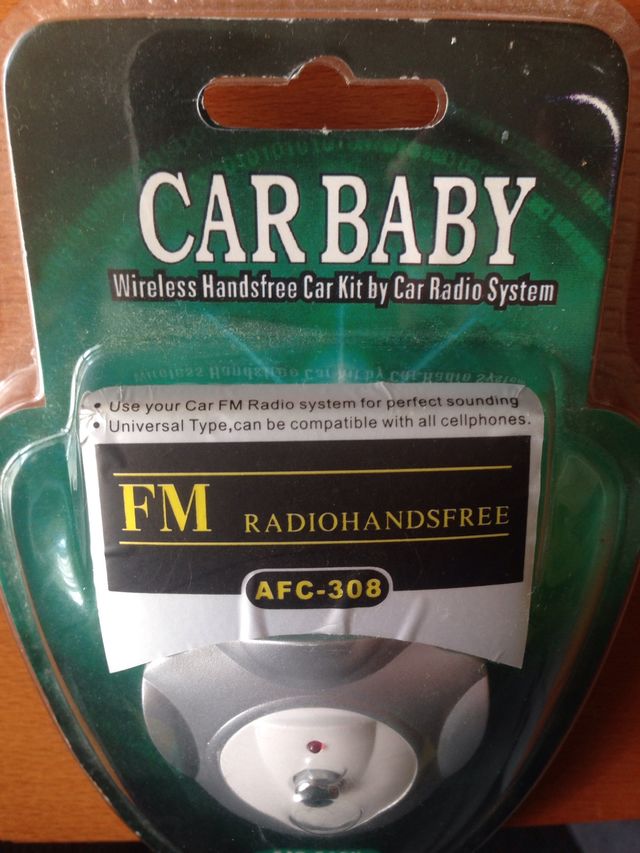 CAR BABY
Wireless Handsfree Car Kit by Car Radio System
• Use your Car FM Radio system for perfect sounding
• Universal Type,can be compatible with all cellphones.
FM RADIOHANDSFREE
AFC-308